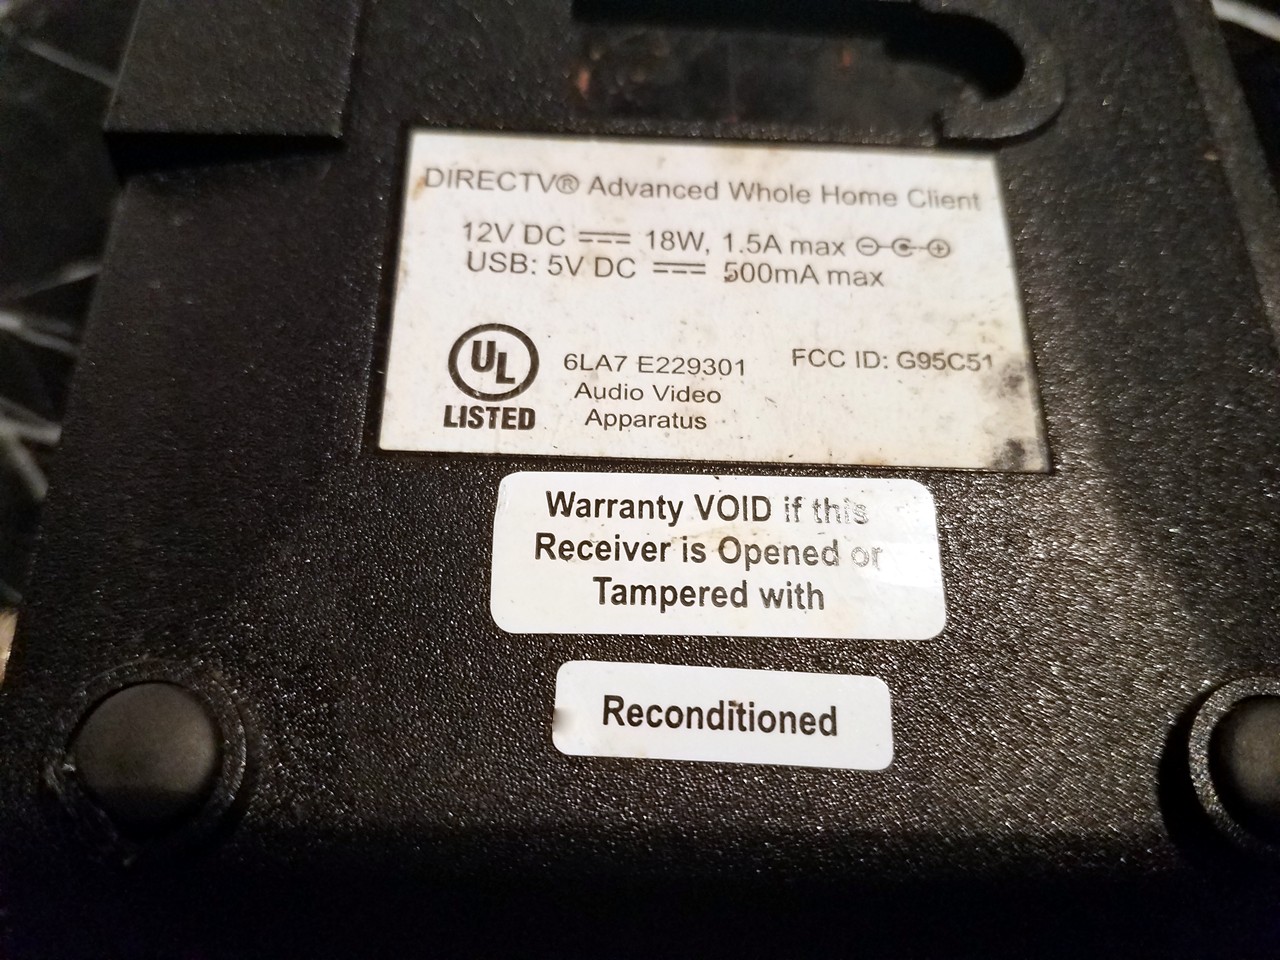 DIRECTV® Advanced Whole Home Client
12V DC 18W, 1.5A max
USB: 5V DC 500mA max
UL
LISTED
6LA7 E229301
Audio Video
Apparatus
FCC ID: G95C51
Warranty VOID if this
Receiver is Opened or
Tampered with
Reconditioned